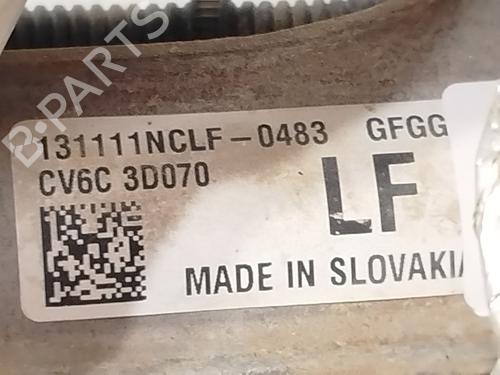 B-PARTS
131111NCLF-0483 GFGG
CV6C 3D070
LF
MADE IN SLOVAKIA